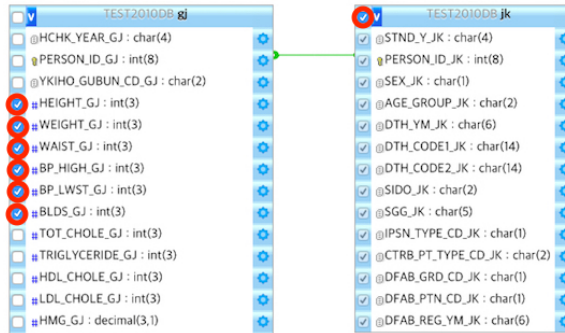 v TEST2010DB gj
HCHK_YEAR_GJ : char(4)
PERSON_ID_GJ : int(8)
YKIHO_GUBUN_CD_GJ : char(2)
# HEIGHT_GJ : int(3)
# WEIGHT_GJ : int(3)
# WAIST_GJ : int(3)
# BP_HIGH_GJ : int(3)
# BP_LWST_GJ : int(3)
# BLDS_GJ : int(3)
# TOT_CHOLE_GJ : int(3)
# TRIGLYCERIDE_GJ : int(3)
# HDL_CHOLE_GJ : int(3)
# LDL_CHOLE_GJ : int(3)
# HMG_GJ : decimal(3,1)
v TEST2010DB jk
STND_Y_JK : char(4)
PERSON_ID_JK : int(8)
SEX_JK : char(1)
AGE_GROUP_JK : char(2)
DTH_YM_JK : char(6)
DTH_CODE1_JK : char(14)
DTH_CODE2_JK : char(14)
SIDO_JK : char(2)
SGG_JK : char(5)
IPSN_TYPE_CD_JK : char(1)
CTRB_PT_TYPE_CD_JK : char(2)
DFAB_GRD_CD_JK : char(1)
DFAB_PTN_CD_JK : char(1)
DFAB_REG_YM_JK : char(6)